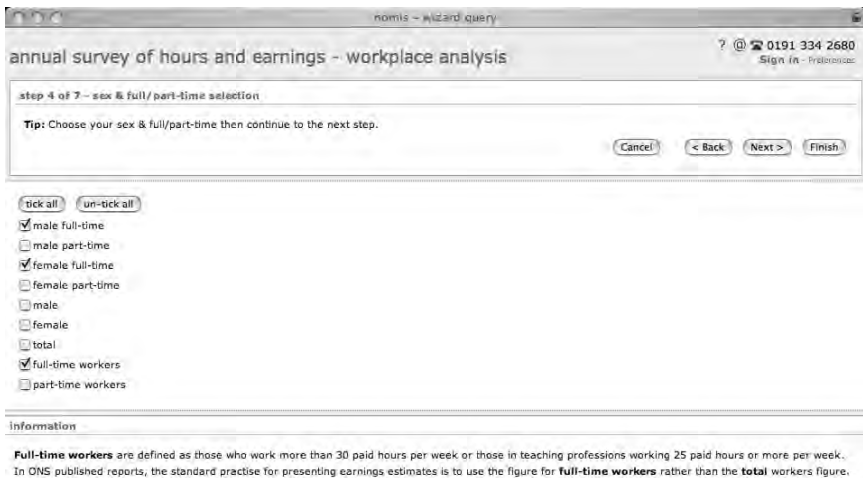 nomis – wizard query
annual survey of hours and earnings - workplace analysis
? @ ☎ 0191 334 2680
Sign in - Preferences
step 4 of 7 – sex & full/part-time selection
Tip: Choose your sex & full/part-time then continue to the next step.
Cancel < Back Next > Finish
tick all un-tick all
male full-time
male part-time
female full-time
female part-time
male
female
total
full-time workers
part-time workers
information
Full-time workers are defined as those who work more than 30 paid hours per week or those in teaching professions working 25 paid hours or more per week.
In ONS published reports, the standard practise for presenting earnings estimates is to use the figure for full-time workers rather than the total workers figure.